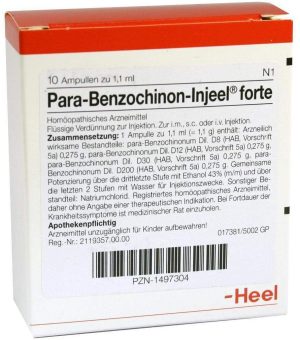 10 Ampullen zu 1,1 ml N1
Para-Benzochinon-Injeel® forte
Homöopathisches Arzneimittel
Flüssige Verdünnung zur Injektion. Zur i.m., s.c. oder i.v. Injektion
Zusammensetzung: 1 Ampulle zu 1,1 ml (= 1,1 g) enthält: Arzneilich
wirksame Bestandteile: para-Benzochinonum Dil. D8 (HAB, Vorschrift
5a) 0,275 g, para-Benzochinonum Dil. D12 (HAB, Vorschrift 5a) 0,275 g,
para-Benzochinonum Dil. D30 (HAB, Vorschrift 5a) 0,275 g, para-
Benzochinonum Dil. D200 (HAB, Vorschrift 5a) 0,275 g. Gemeinsame
Potenzierung über die drittletzte Stufe mit Ethanol 43% (m/m) und über
die letzten 2 Stufen mit Wasser für Injektionszwecke. Sonstiger Be-
standteil: Natriumchlorid. Registriertes homöopathisches Arzneimittel,
daher ohne Angabe einer therapeutischen Indikation. Bei Fortdauer der
Krankheitssymptome ist medizinischer Rat einzuholen.
Apothekenpflichtig
Arzneimittel unzugänglich für Kinder aufbewahren!
Reg.-Nr.: 2119357.00.00 017381/5002 GP
PZN-1497304
-Heel